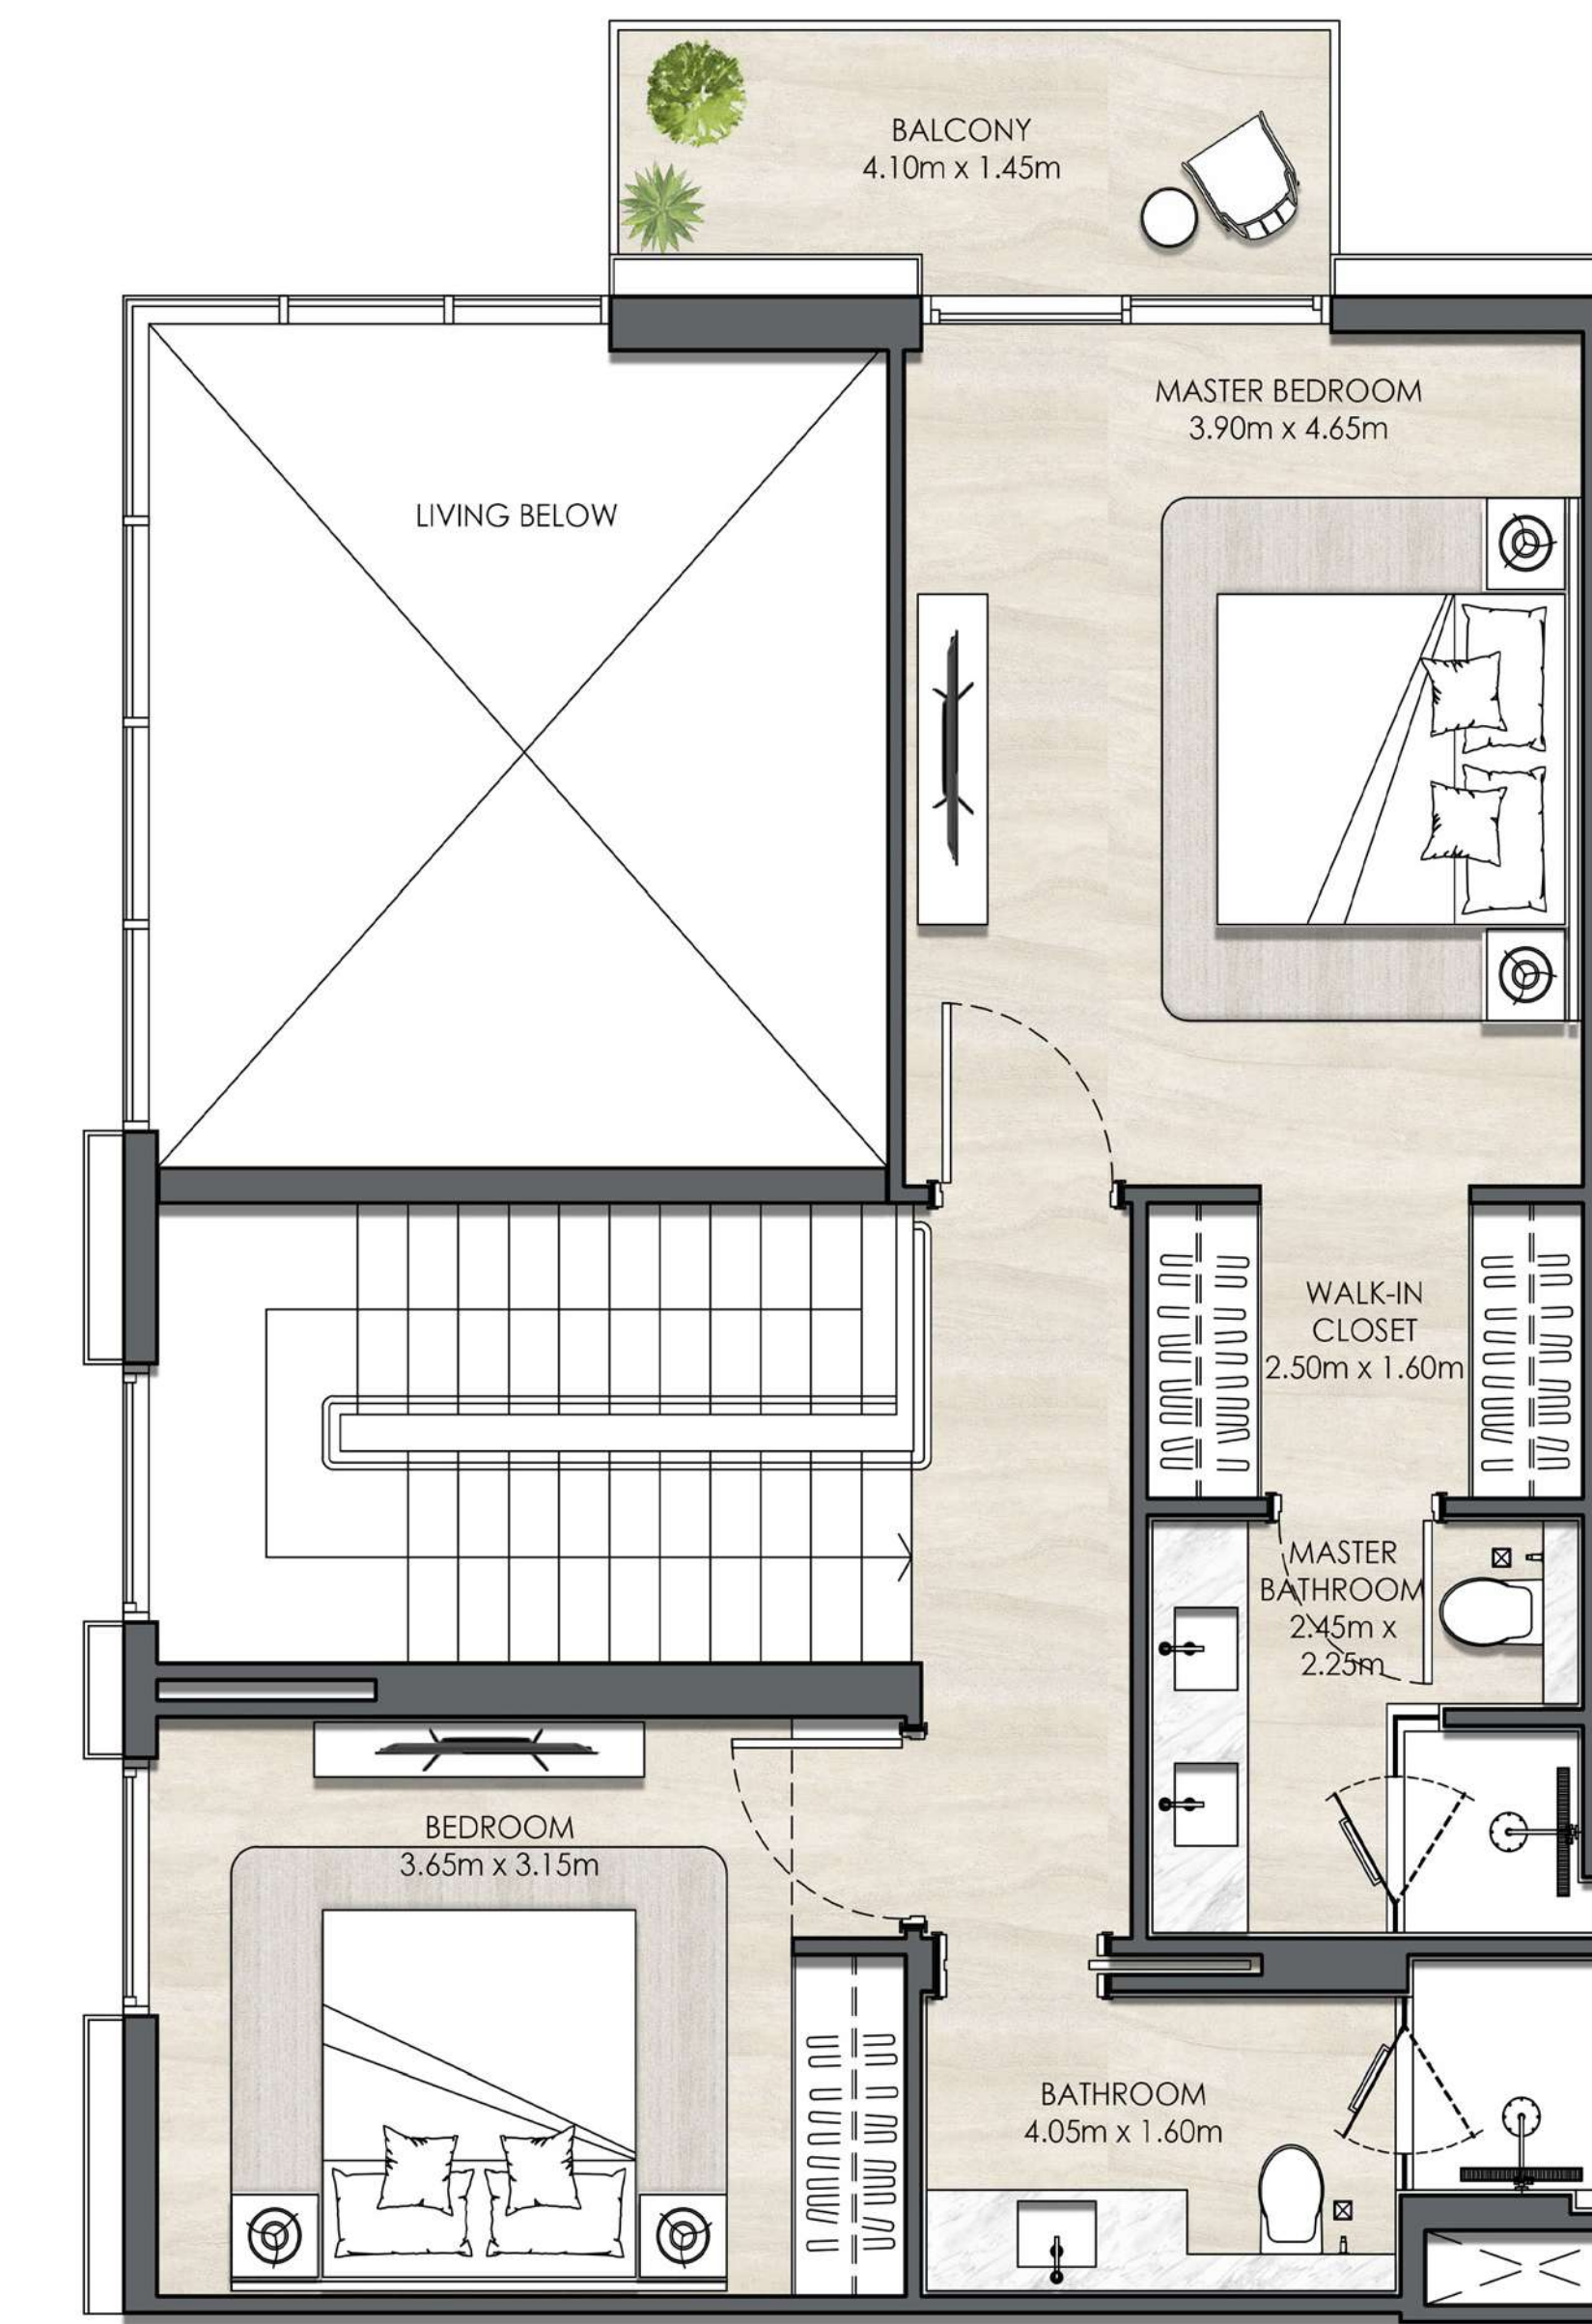 BALCONY
4.10m x 1.45m
MASTER BEDROOM
3.90m x 4.65m
LIVING BELOW
WALK-IN
CLOSET
2.50m x 1.60m
MASTER
BATHROOM
2.45m x
2.25m
BEDROOM
3.65m x 3.15m
BATHROOM
4.05m x 1.60m